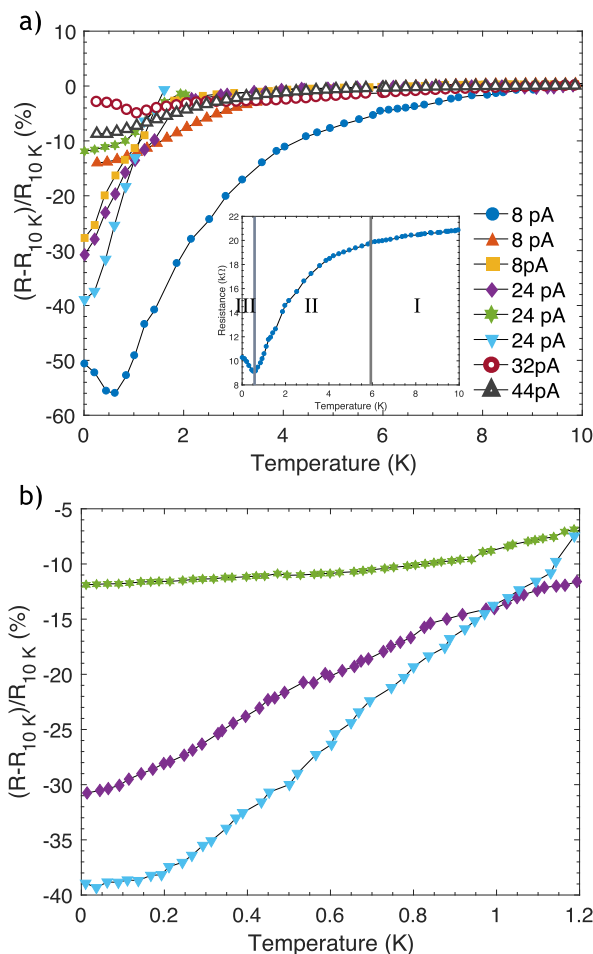 a)
10
0
-10
-20
-30
-40
-50
-60
(R-R10 K)/R10 K (%)
0 2 4 6 8 10
Temperature (K)
22
20
18
16
14
12
10
8
Resistance (kΩ)
III II I
0 2 4 6 8 10
Temperature (K)
8 pA
8 pA
8pA
24 pA
24 pA
24 pA
32pA
44pA
b)
-5
-10
-15
-20
-25
-30
-35
-40
(R-R10 K)/R10 K (%)
0 0.2 0.4 0.6 0.8 1 1.2
Temperature (K)